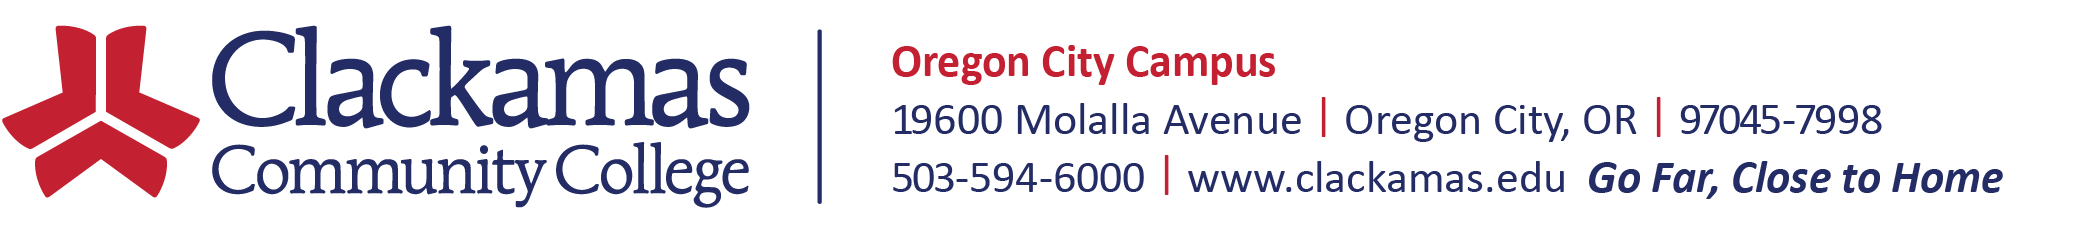 Clackamas
Community College
Oregon City Campus
19600 Molalla Avenue | Oregon City, OR | 97045-7998
503-594-6000 | www.clackamas.edu Go Far, Close to Home